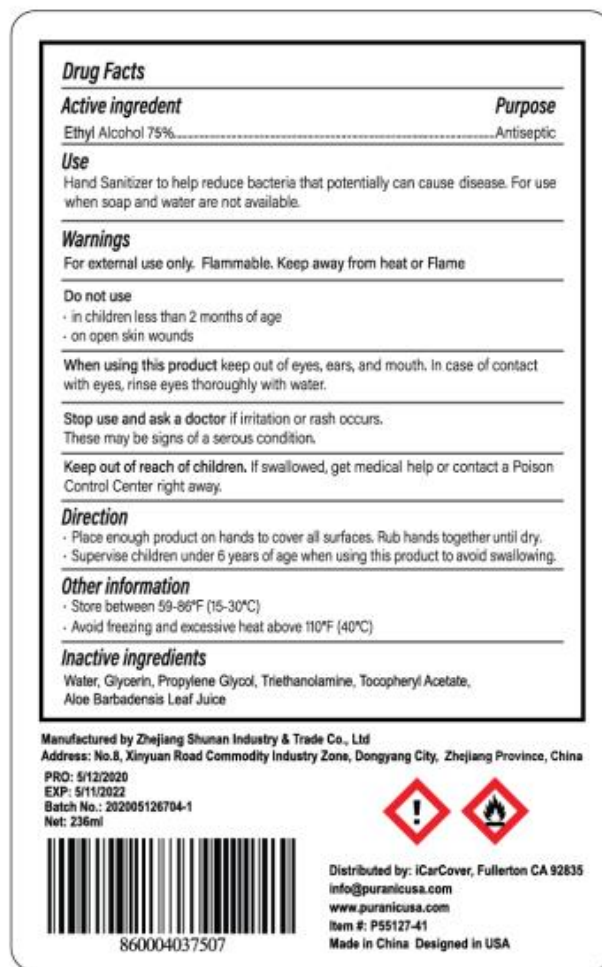 Drug Facts
Active ingredent Purpose
Ethyl Alcohol 75%......Antiseptic
Use
Hand Sanitizer to help reduce bacteria that potentially can cause disease. For use
when soap and water are not available.
Warnings
For external use only. Flammable. Keep away from heat or Flame
Do not use
· in children less than 2 months of age
· on open skin wounds
When using this product keep out of eyes, ears, and mouth. In case of contact
with eyes, rinse eyes thoroughly with water.
Stop use and ask a doctor if irritation or rash occurs.
These may be signs of a serous condition.
Keep out of reach of children. If swallowed, get medical help or contact a Poison
Control Center right away.
Direction
· Place enough product on hands to cover all surfaces. Rub hands together until dry.
· Supervise children under 6 years of age when using this product to avoid swallowing.
Other information
· Store between 59-86°F (15-30°C)
· Avoid freezing and excessive heat above 110°F (40°C)
Inactive ingredients
Water, Glycerin, Propylene Glycol, Triethanolamine, Tocopheryl Acetate,
Aloe Barbadensis Leaf Juice
Manufactured by Zhejiang Shunan Industry & Trade Co., Ltd
Address: No.8, Xinyuan Road Commodity Industry Zone, Dongyang City, Zhejiang Province, China
PRO: 5/12/2020
EXP: 5/11/2022
Batch No.: 202005126704-1
Net: 236ml
860004037507
Distributed by: iCarCover, Fullerton CA 92835
info@puranicusa.com
www.puranicusa.com
Item #: P55127-41
Made in China Designed in USA